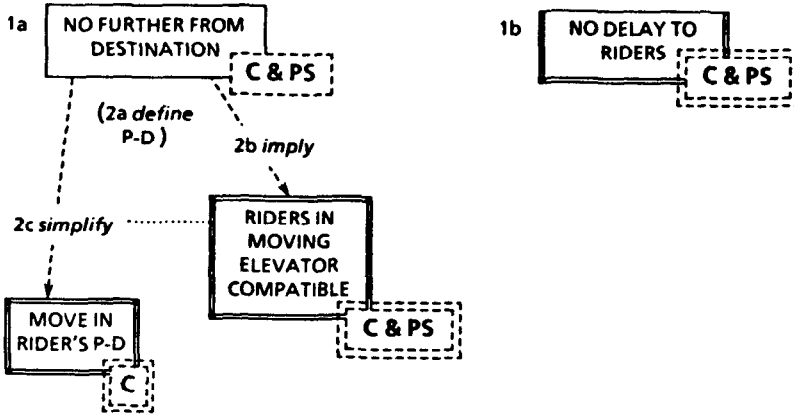 1a
NO FURTHER FROM
DESTINATION
C & PS
1b
NO DELAY TO
RIDERS
C & PS
(2a define
P-D)
2b imply
2c simplify
RIDERS IN
MOVING
ELEVATOR
COMPATIBLE
C & PS
MOVE IN
RIDER'S P-D
C